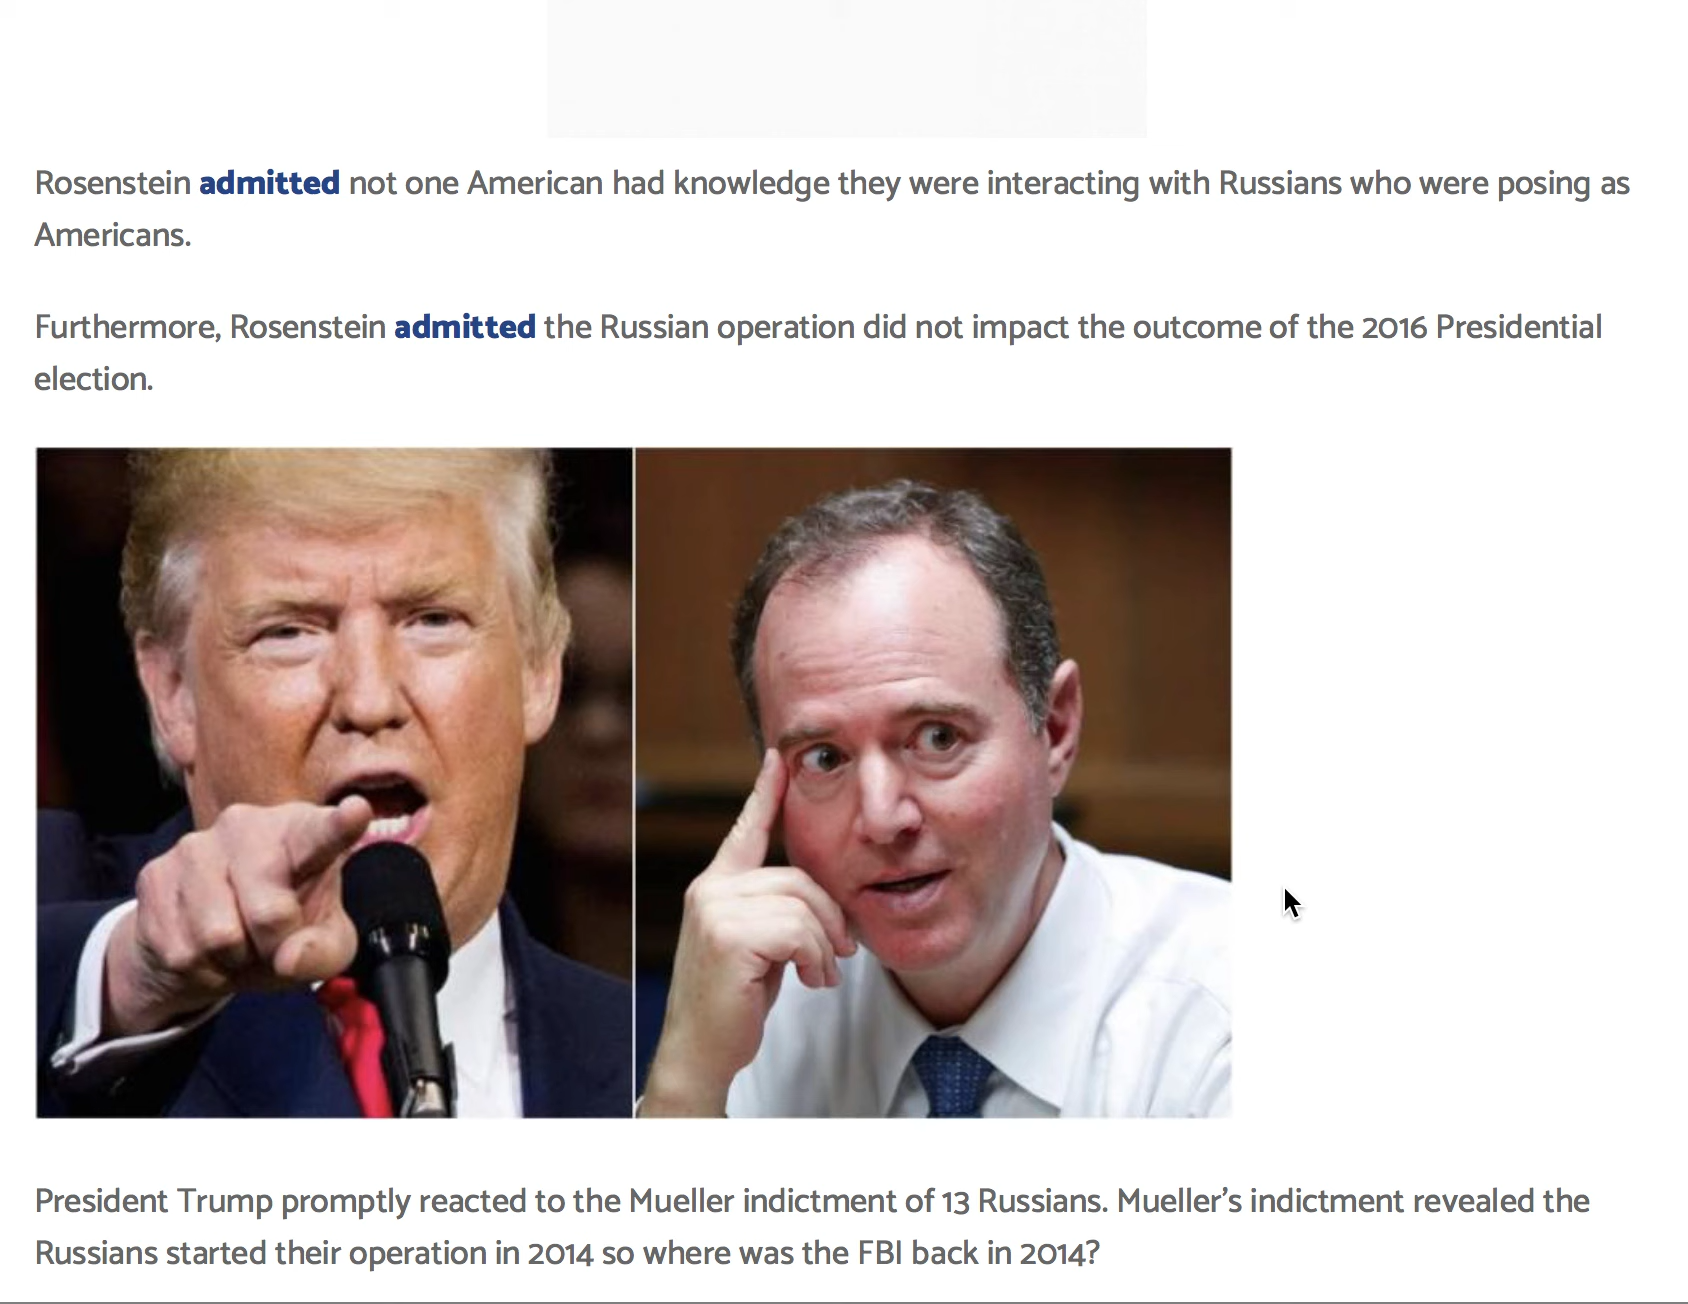 Rosenstein admitted not one American had knowledge they were interacting with Russians who were posing as
Americans.
Furthermore, Rosenstein admitted the Russian operation did not impact the outcome of the 2016 Presidential
election.
President Trump promptly reacted to the Mueller indictment of 13 Russians. Mueller’s indictment revealed the
Russians started their operation in 2014 so where was the FBI back in 2014?